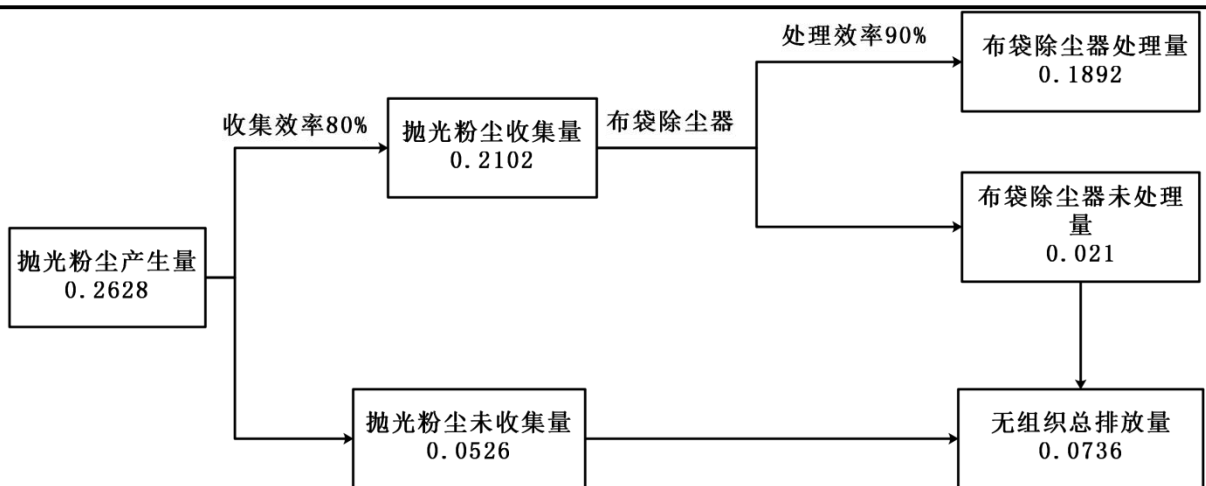 处理效率90%
布袋除尘器处理量
0.1892
收集效率80%
抛光粉尘收集量
0.2102
布袋除尘器
布袋除尘器未处理
量
0.021
抛光粉尘产生量
0.2628
抛光粉尘未收集量
0.0526
无组织总排放量
0.0736